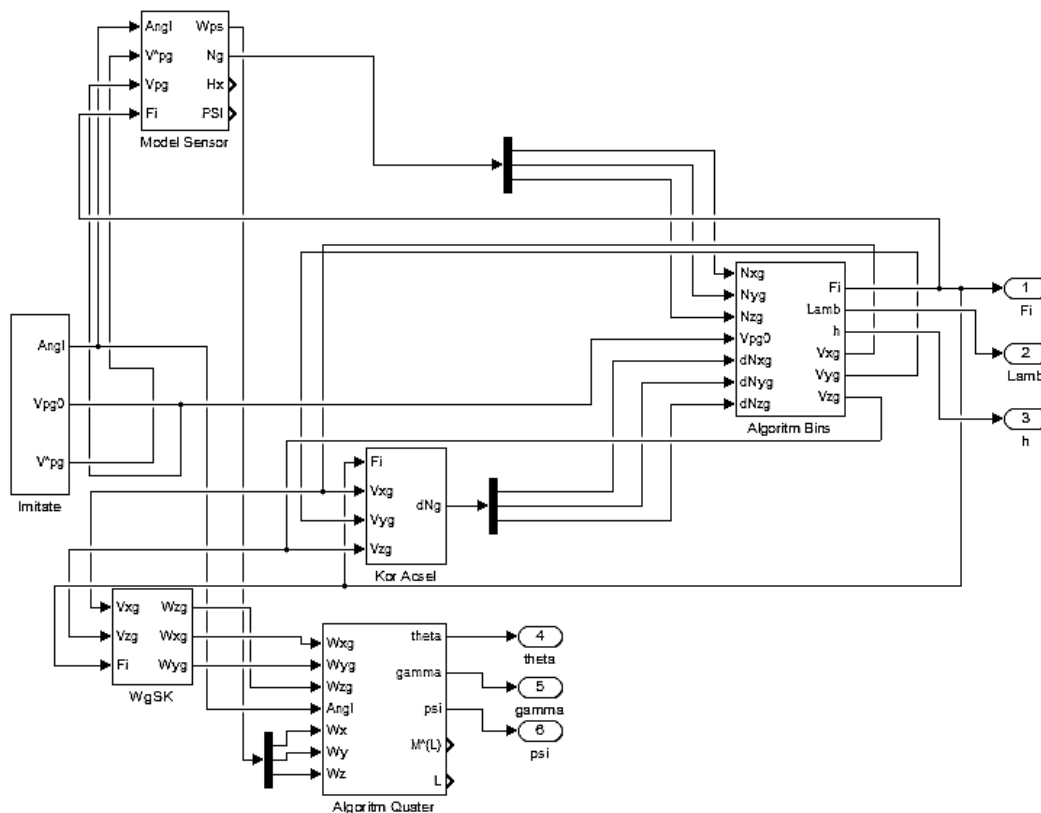 Angl Wps
V^pg Ng
Vpg Hx
Fi PSI
Model Sensor
Nxg Fi
Nyg Lamb
Nzg h
Vpg0 Vxg
dNxg Vyg
dNyg Vzg
dNzg
Algoritm Bins
1
Fi
2
Lamb
3
h
Angl
Vpg0
V^pg
Imitate
Fi
Vxg dNg
Vyg
Vzg
Kor Acsel
Vxg Wzg
Vzg Wxg
Fi Wyg
WgSK
Wxg theta
Wyg gamma
Wzg psi
Angl M^{L)
Wx L
Wy
Wz
Algoritm Quater
4
theta
5
gamma
6
psi